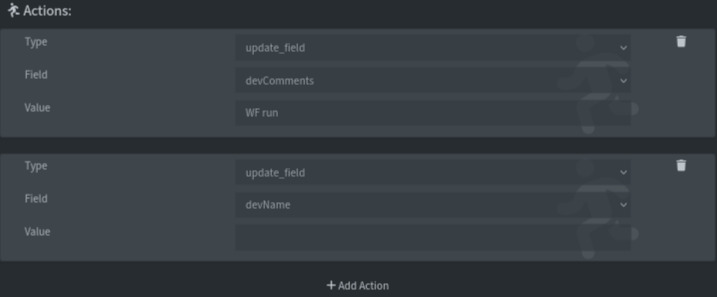 Actions:
Type update_field
Field devComments
Value WF run
Type update_field
Field devName
Value
+ Add Action